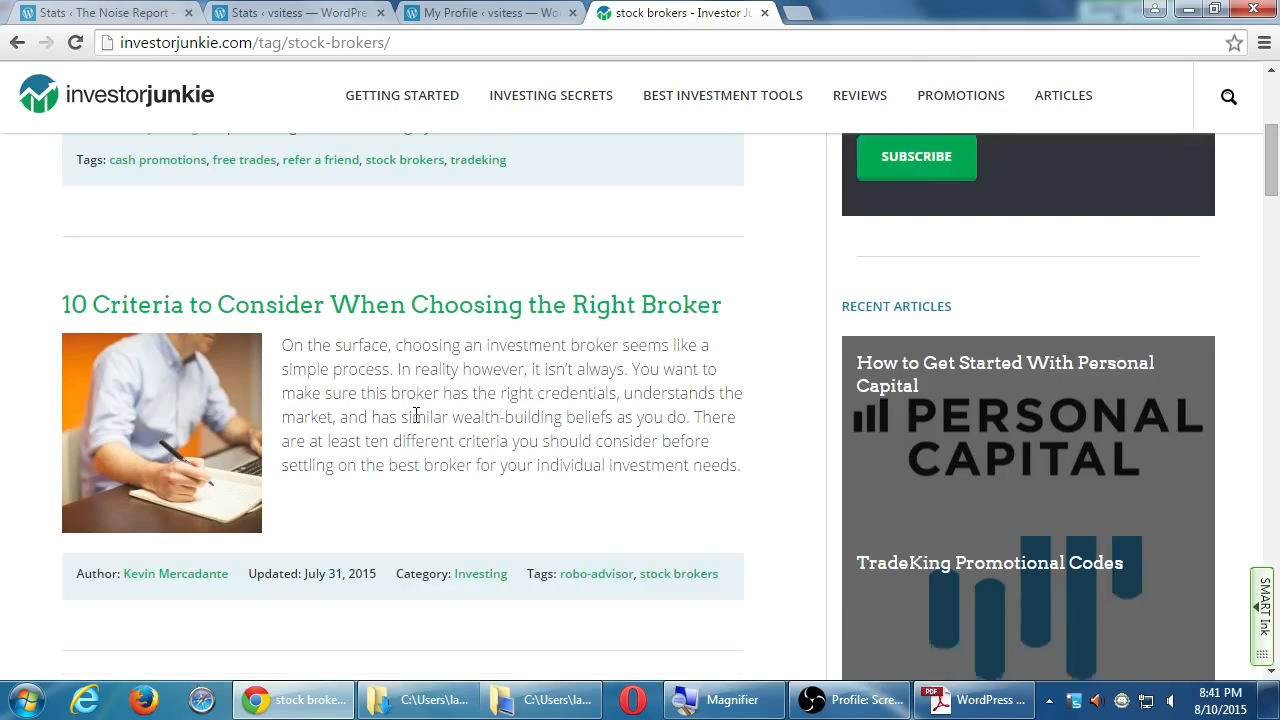 Stats ‹ The Noise Report —
Stats ‹ vsitess — WordPre
My Profile ‹ vsitess — Wo
stock brokers - Investor Ju
investorjunkie.com/tag/stock-brokers/
investorjunkie
GETTING STARTED
INVESTING SECRETS
BEST INVESTMENT TOOLS
REVIEWS
PROMOTIONS
ARTICLES
Tags: cash promotions, free trades, refer a friend, stock brokers, tradeking
SUBSCRIBE
10 Criteria to Consider When Choosing the Right Broker
On the surface, choosing an investment broker seems like a
simple process. In reality however, it isn't always. You want to
make sure this broker has the right credentials, understands the
market, and has similar wealth-building beliefs as you do. There
are at least ten different criteria you should consider before
settling on the best broker for your individual investment needs.
Author: Kevin Mercadante Updated: July 31, 2015 Category: Investing Tags: robo-advisor, stock brokers
RECENT ARTICLES
How to Get Started With Personal
Capital
PERSONAL
CAPITAL
TradeKing Promotional Codes
SMART Ink
stock broke...
C:\Users\la...
C:\Users\la...
Magnifier
Profile: Scre...
PDF
WordPress ...
8:41 PM
8/10/2015